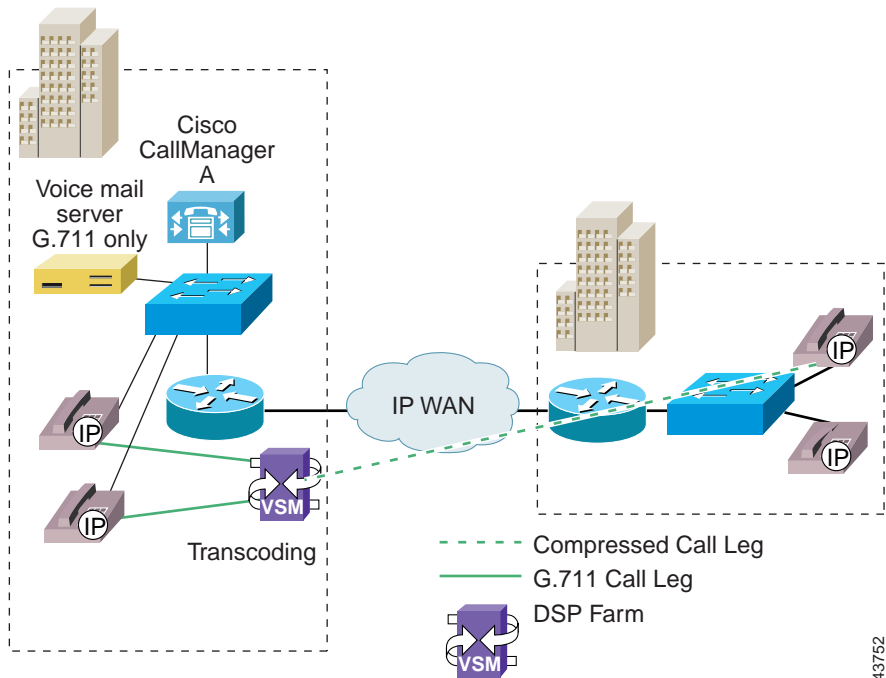 Cisco
CallManager
A
Voice mail
server
G.711 only
IP
IP
VSM
Transcoding
IP WAN
IP
IP
Compressed Call Leg
G.711 Call Leg
DSP Farm
VSM
43752